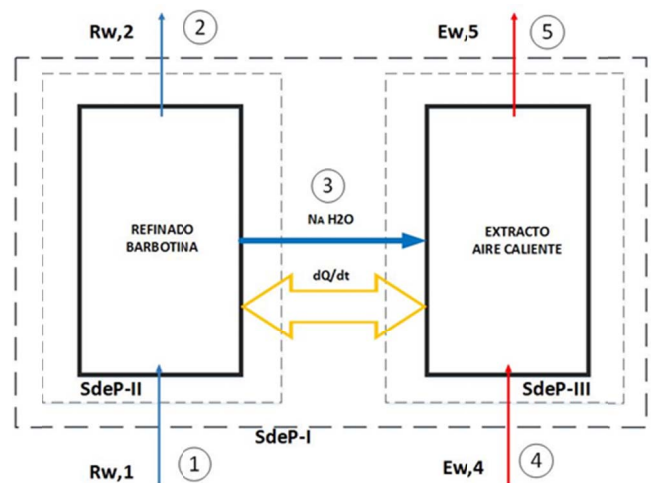 Rw,2
2
Ew,5
5
3
NA H2O
REFINADO
BARBOTINA
EXTRACTO
AIRE CALIENTE
dQ/dt
SdeP-II
SdeP-III
SdeP-I
Rw,1
1
Ew,4
4